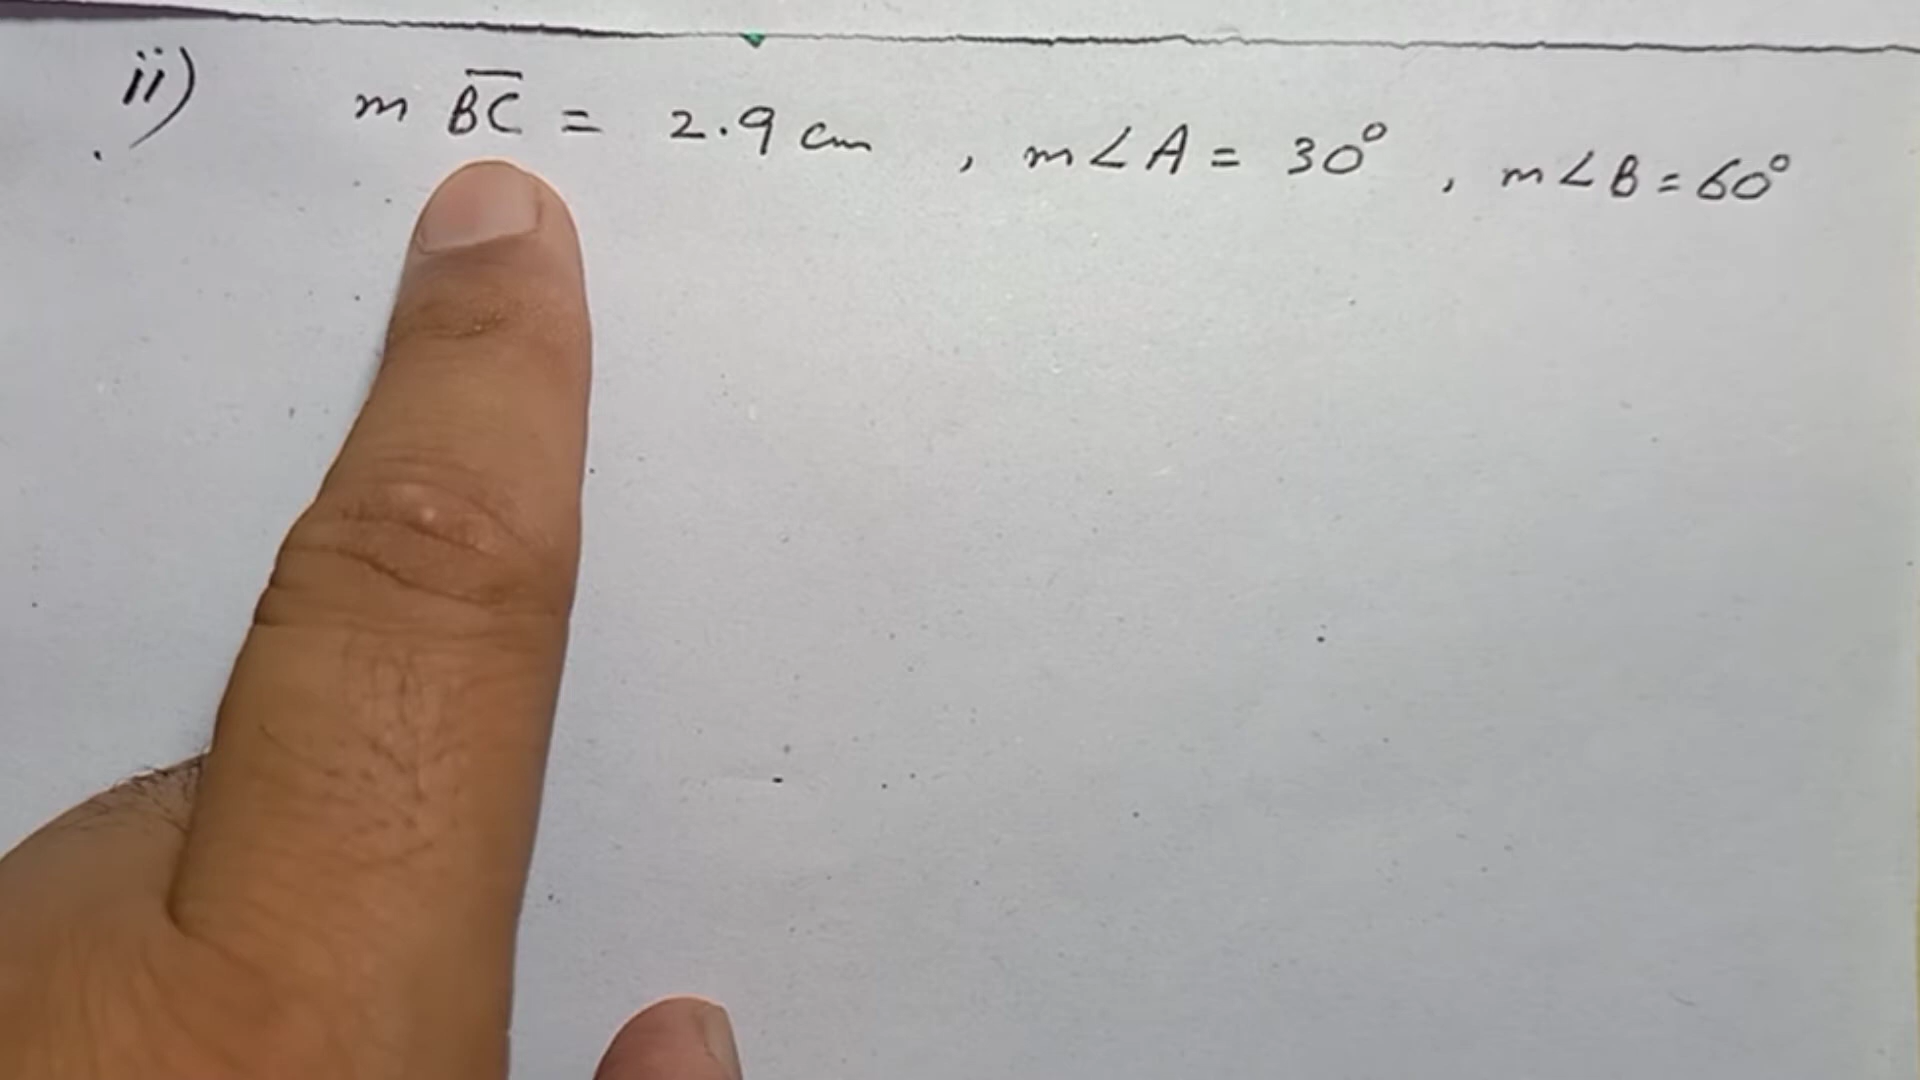 ii) m B̅C̅ = 2.9 cm , m∠A = 30° , m∠B = 60°